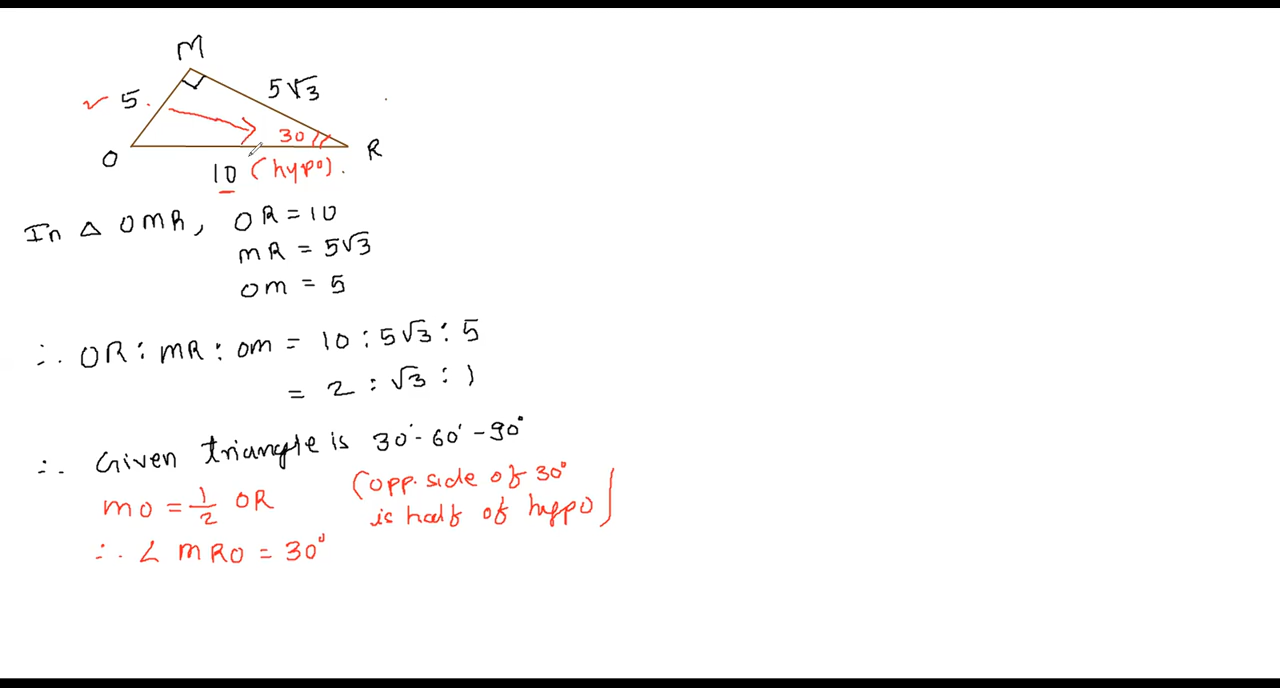 M
5
5√3
30
O
R
10 (hypo).
In △ OMR, OR = 10
MR = 5√3
OM = 5
∴ OR : MR : OM = 10 : 5√3 : 5
= 2 : √3 : 1
∴ Given triangle is 30° - 60° - 90°
MO = 1/2 OR (opp. side of 30°
is half of hypo)
∴ ∠ MRO = 30°